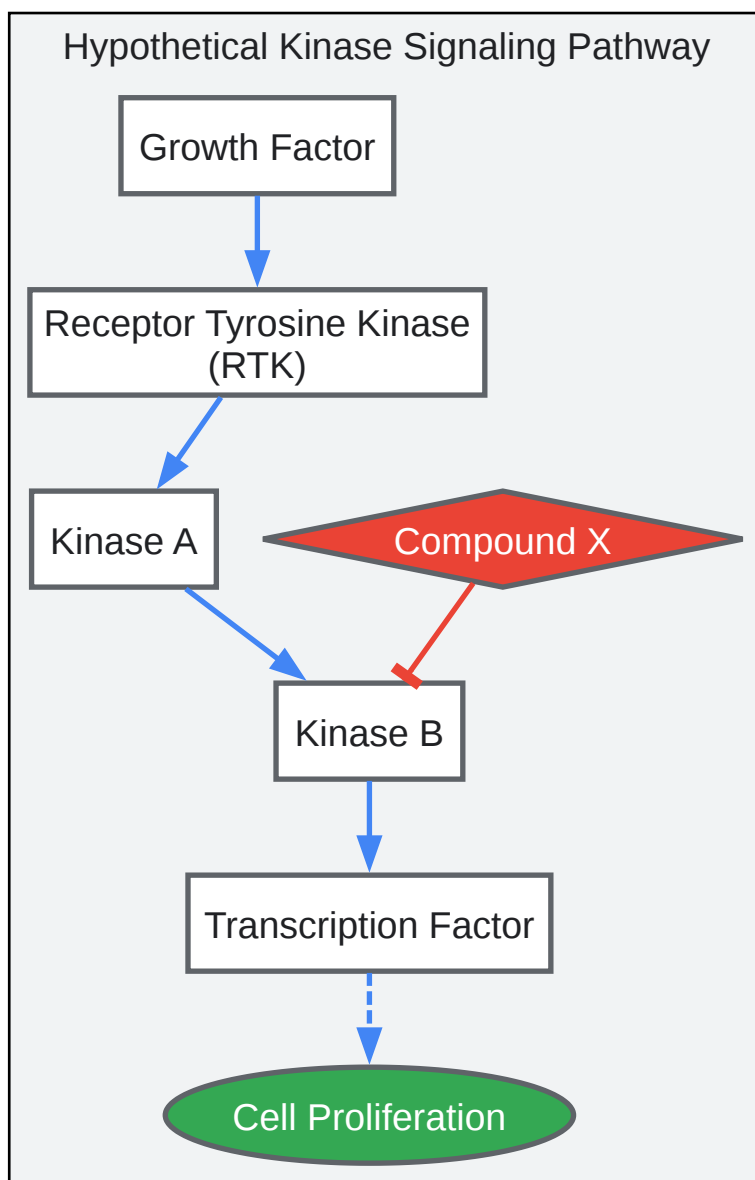 Hypothetical Kinase Signaling Pathway
Growth Factor
Receptor Tyrosine Kinase
(RTK)
Kinase A
Compound X
Kinase B
Transcription Factor
Cell Proliferation